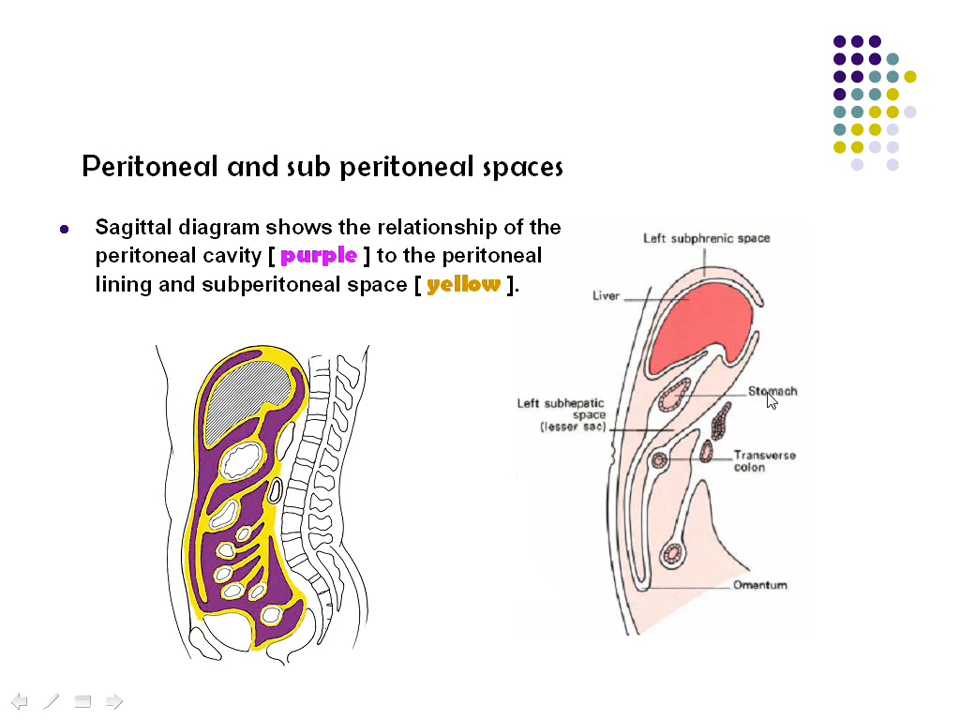 Peritoneal and sub peritoneal spaces
Sagittal diagram shows the relationship of the
peritoneal cavity [ purple ] to the peritoneal
lining and subperitoneal space [ yellow ].
Left subphrenic space
Liver
Stomach
Left subhepatic
space
(lesser sac)
Transverse
colon
Omentum